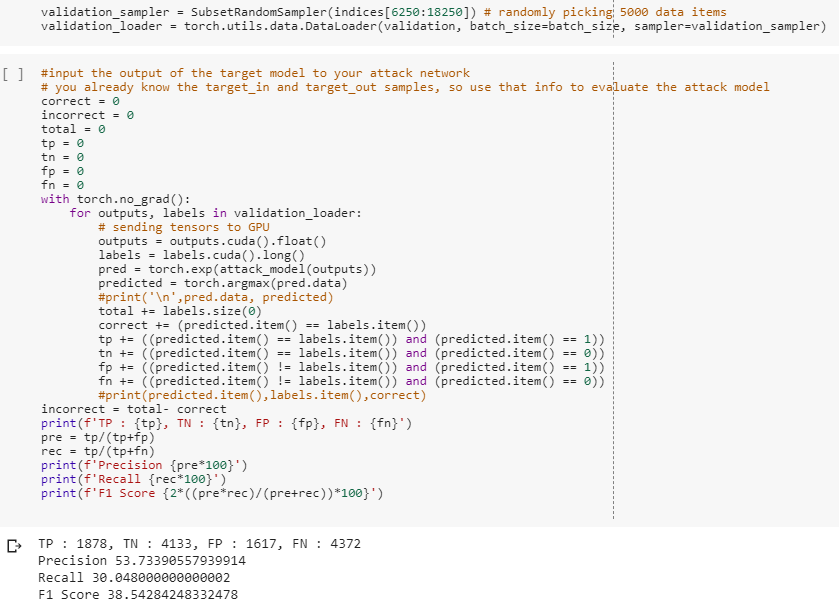 validation_sampler = SubsetRandomSampler(indices[6250:18250]) # randomly picking 5000 data items
validation_loader = torch.utils.data.DataLoader(validation, batch_size=batch_size, sampler=validation_sampler)
[ ]
#input the output of the target model to your attack network
# you already know the target_in and target_out samples, so use that info to evaluate the attack model
correct = 0
incorrect = 0
total = 0
tp = 0
tn = 0
fp = 0
fn = 0
with torch.no_grad():
    for outputs, labels in validation_loader:
        # sending tensors to GPU
        outputs = outputs.cuda().float()
        labels = labels.cuda().long()
        pred = torch.exp(attack_model(outputs))
        predicted = torch.argmax(pred.data)
        #print('\n',pred.data, predicted)
        total += labels.size(0)
        correct += (predicted.item() == labels.item())
        tp += ((predicted.item() == labels.item()) and (predicted.item() == 1))
        tn += ((predicted.item() == labels.item()) and (predicted.item() == 0))
        fp += ((predicted.item() != labels.item()) and (predicted.item() == 1))
        fn += ((predicted.item() != labels.item()) and (predicted.item() == 0))
        #print(predicted.item(),labels.item(),correct)
incorrect = total- correct
print(f'TP : {tp}, TN : {tn}, FP : {fp}, FN : {fn}')
pre = tp/(tp+fp)
rec = tp/(tp+fn)
print(f'Precision {pre*100}')
print(f'Recall {rec*100}')
print(f'F1 Score {2*((pre*rec)/(pre+rec))*100}')
TP : 1878, TN : 4133, FP : 1617, FN : 4372
Precision 53.73390557939914
Recall 30.048000000000002
F1 Score 38.54284248332478